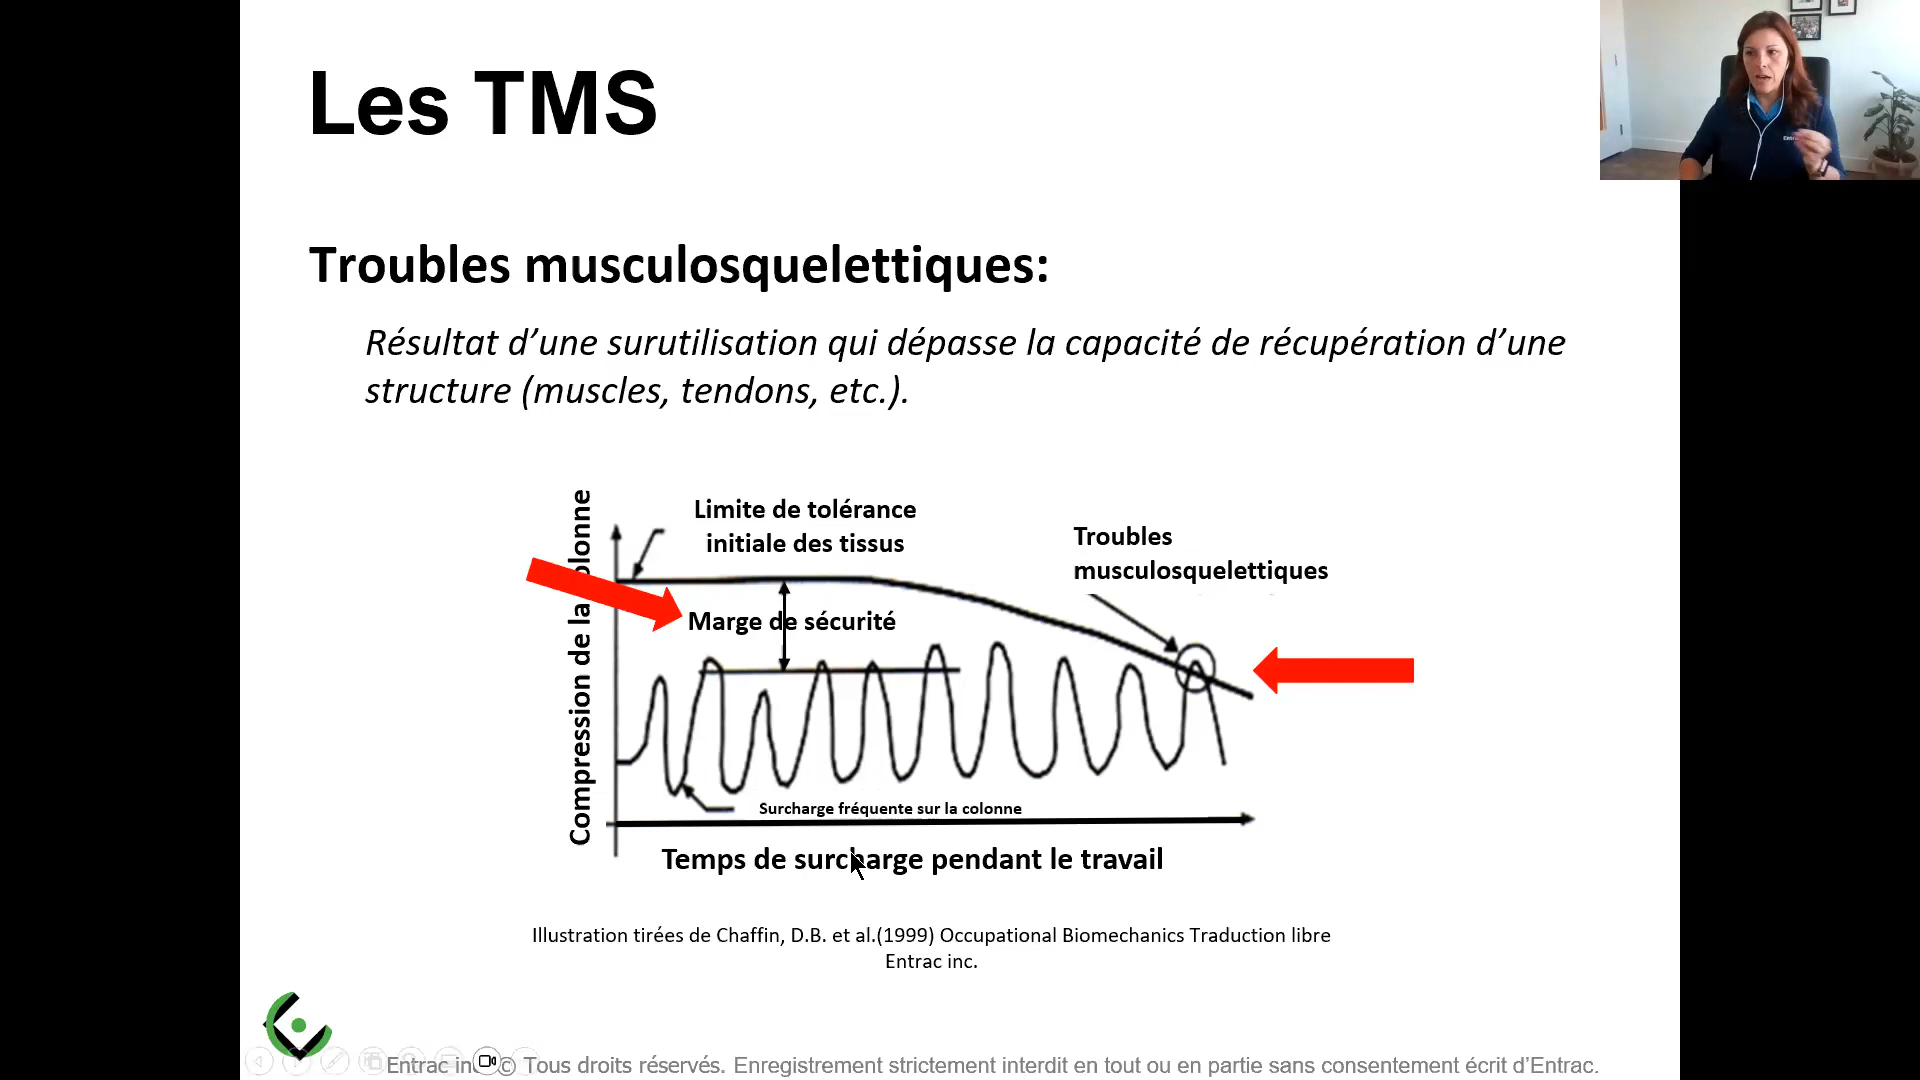 Les TMS
Troubles musculosquelettiques:
Résultat d’une surutilisation qui dépasse la capacité de récupération d’une
structure (muscles, tendons, etc.).
Compression de la colonne
Limite de tolérance
initiale des tissus
Troubles
musculosquelettiques
Marge de sécurité
Surcharge fréquente sur la colonne
Temps de surcharge pendant le travail
Illustration tirées de Chaffin, D.B. et al.(1999) Occupational Biomechanics Traduction libre
Entrac inc.
Entrac inc © Tous droits réservés. Enregistrement strictement interdit en tout ou en partie sans consentement écrit d’Entrac.